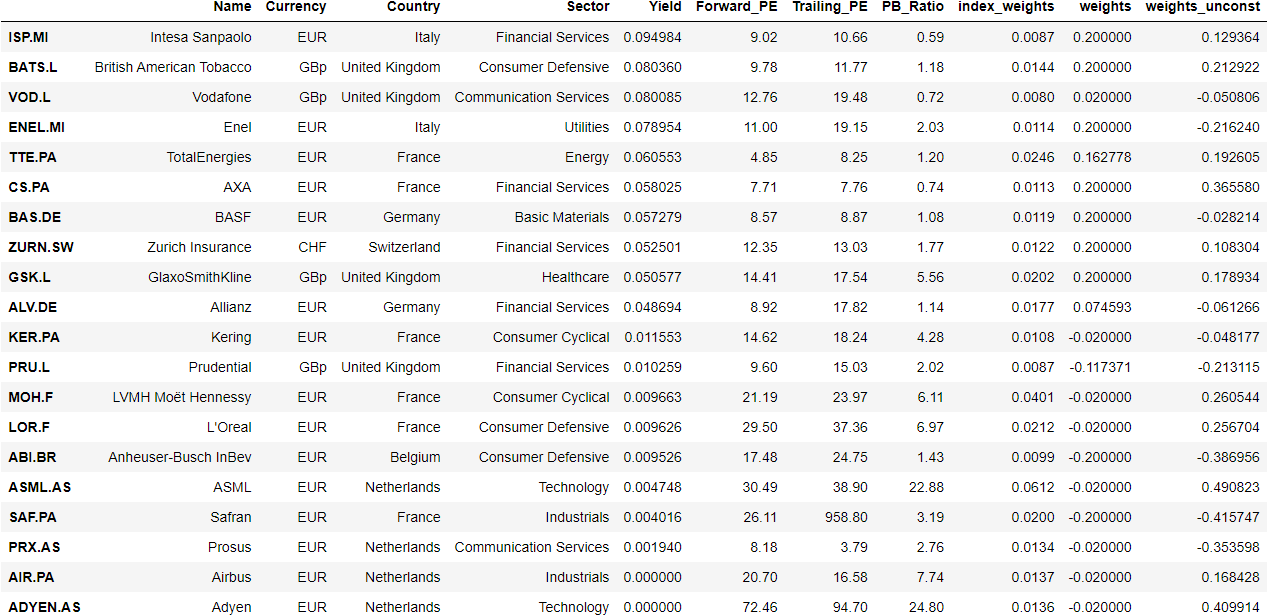 Name Currency Country Sector Yield Forward_PE Trailing_PE PB_Ratio index_weights weights weights_unconst
ISP.MI Intesa Sanpaolo EUR Italy Financial Services 0.094984 9.02 10.66 0.59 0.0087 0.200000 0.129364
BATS.L British American Tobacco GBp United Kingdom Consumer Defensive 0.080360 9.78 11.77 1.18 0.0144 0.200000 0.212922
VOD.L Vodafone GBp United Kingdom Communication Services 0.080085 12.76 19.48 0.72 0.0080 0.020000 -0.050806
ENEL.MI Enel EUR Italy Utilities 0.078954 11.00 19.15 2.03 0.0114 0.200000 -0.216240
TTE.PA TotalEnergies EUR France Energy 0.060553 4.85 8.25 1.20 0.0246 0.162778 0.192605
CS.PA AXA EUR France Financial Services 0.058025 7.71 7.76 0.74 0.0113 0.200000 0.365580
BAS.DE BASF EUR Germany Basic Materials 0.057279 8.57 8.87 1.08 0.0119 0.200000 -0.028214
ZURN.SW Zurich Insurance CHF Switzerland Financial Services 0.052501 12.35 13.03 1.77 0.0122 0.200000 0.108304
GSK.L GlaxoSmithKline GBp United Kingdom Healthcare 0.050577 14.41 17.54 5.56 0.0202 0.200000 0.178934
ALV.DE Allianz EUR Germany Financial Services 0.048694 8.92 17.82 1.14 0.0177 0.074593 -0.061266
KER.PA Kering EUR France Consumer Cyclical 0.011553 14.62 18.24 4.28 0.0108 -0.020000 -0.048177
PRU.L Prudential GBp United Kingdom Financial Services 0.010259 9.60 15.03 2.02 0.0087 -0.117371 -0.213115
MOH.F LVMH Moët Hennessy EUR France Consumer Cyclical 0.009663 21.19 23.97 6.11 0.0401 -0.020000 0.260544
LOR.F L'Oreal EUR France Consumer Defensive 0.009626 29.50 37.36 6.97 0.0212 -0.020000 0.256704
ABI.BR Anheuser-Busch InBev EUR Belgium Consumer Defensive 0.009526 17.48 24.75 1.43 0.0099 -0.200000 -0.386956
ASML.AS ASML EUR Netherlands Technology 0.004748 30.49 38.90 22.88 0.0612 -0.020000 0.490823
SAF.PA Safran EUR France Industrials 0.004016 26.11 958.80 3.19 0.0200 -0.200000 -0.415747
PRX.AS Prosus EUR Netherlands Communication Services 0.001940 8.18 3.79 2.76 0.0134 -0.020000 -0.353598
AIR.PA Airbus EUR Netherlands Industrials 0.000000 20.70 16.58 7.74 0.0137 -0.020000 0.168428
ADYEN.AS Adyen EUR Netherlands Technology 0.000000 72.46 94.70 24.80 0.0136 -0.020000 0.409914